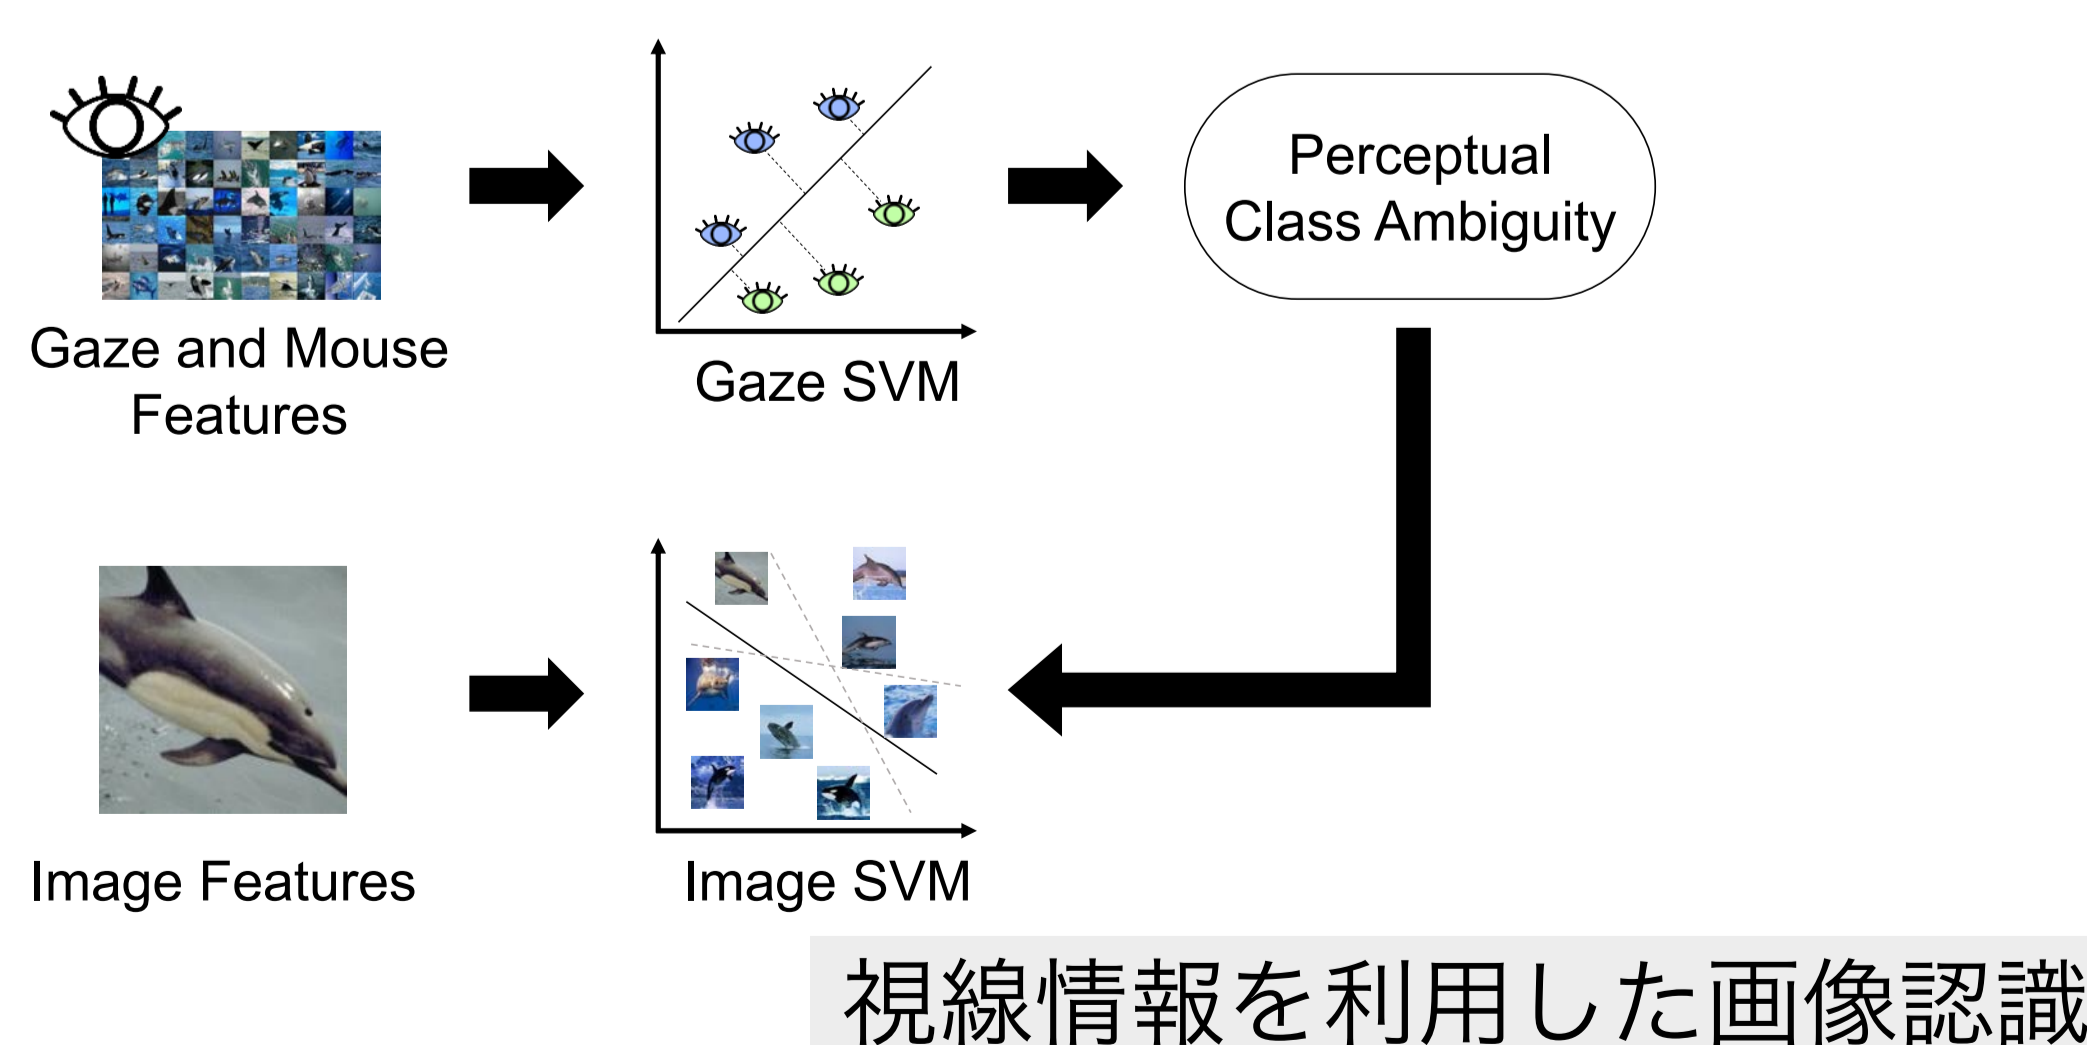 Perceptual
Class Ambiguity
Gaze and Mouse
Features
Gaze SVM
Image Features
Image SVM
視線情報を利用した画像認識